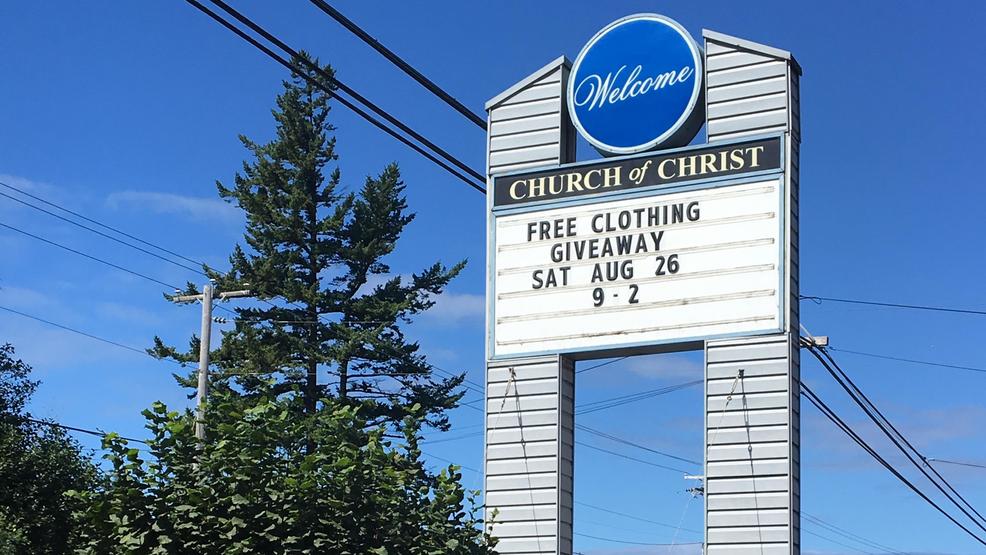 Welcome
CHURCH of CHRIST
FREE CLOTHING
GIVEAWAY
SAT AUG 26
9-2